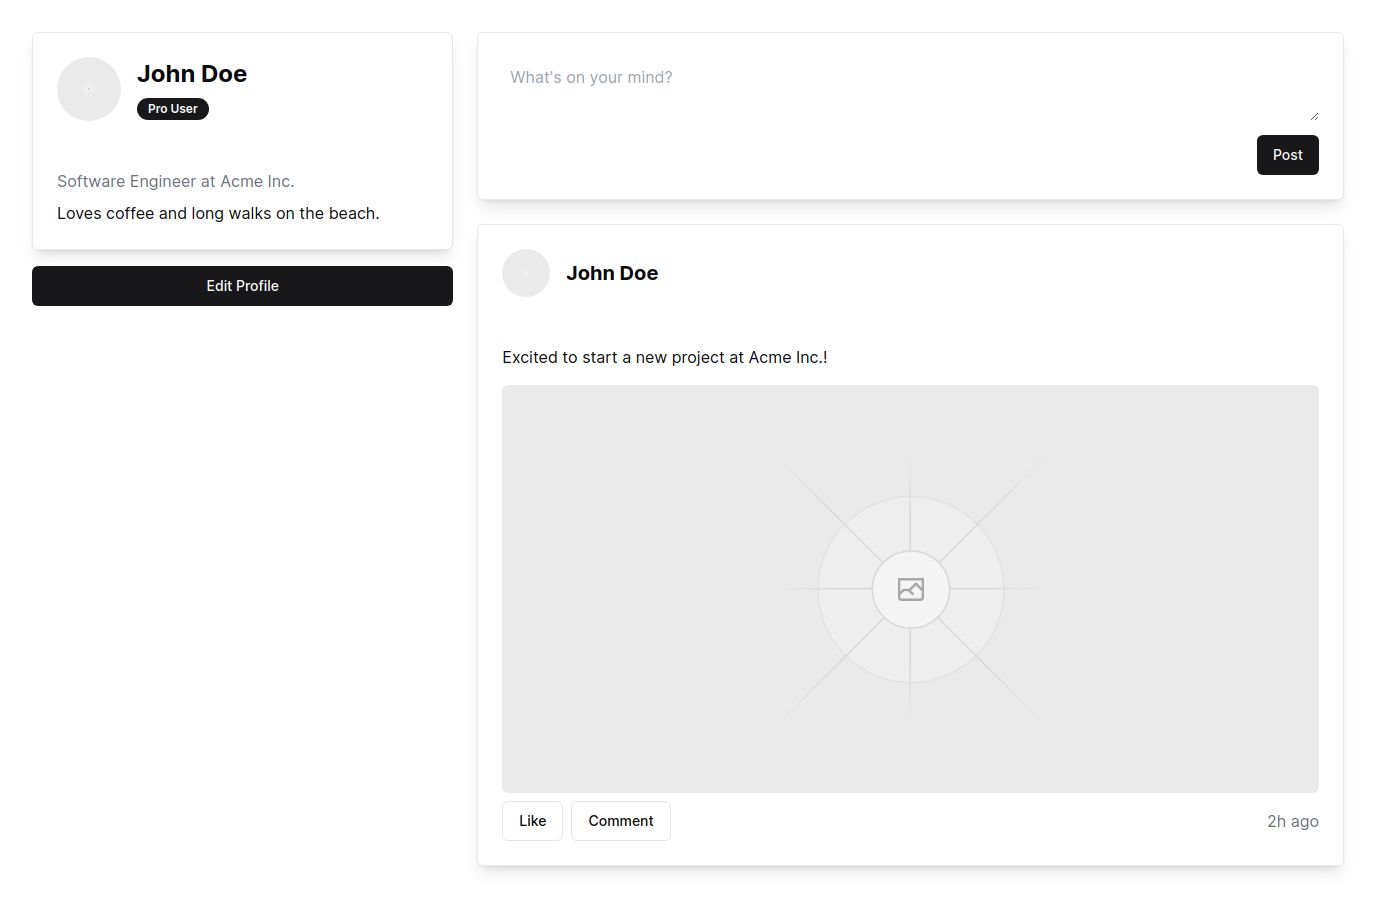 John Doe
Pro User
Software Engineer at Acme Inc.
Loves coffee and long walks on the beach.
Edit Profile
What's on your mind?
Post
John Doe
Excited to start a new project at Acme Inc.!
Like
Comment
2h ago